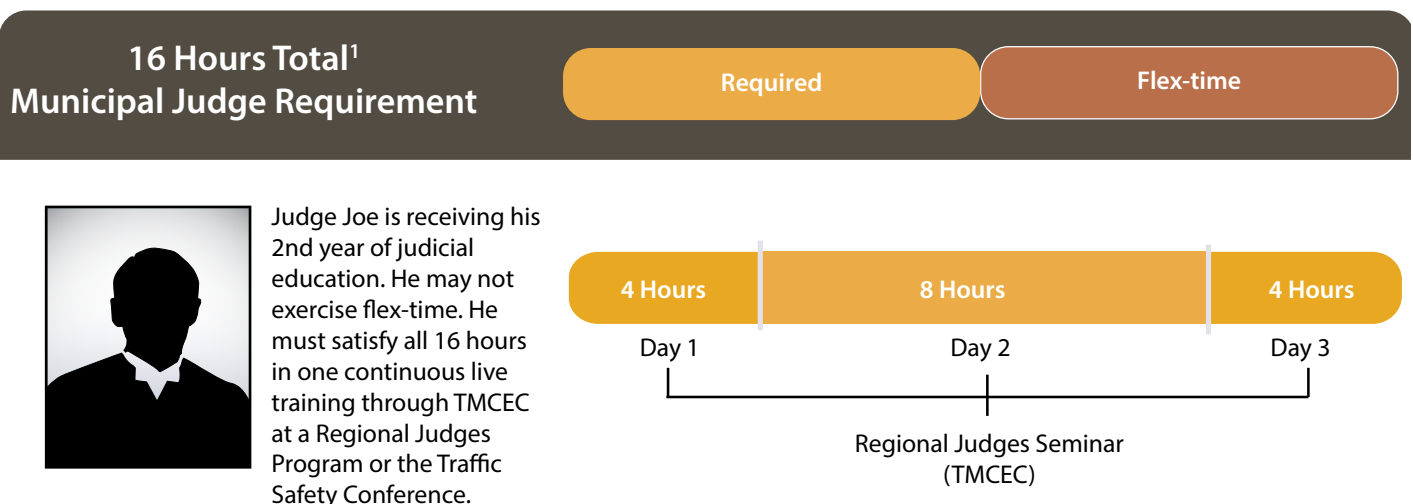 16 Hours Total1
Municipal Judge Requirement
Required
Flex-time
Judge Joe is receiving his
2nd year of judicial
education. He may not
exercise flex-time. He
must satisfy all 16 hours
in one continuous live
training through TMCEC
at a Regional Judges
Program or the Traffic
Safety Conference.
4 Hours
8 Hours
4 Hours
Day 1
Day 2
Day 3
Regional Judges Seminar
(TMCEC)